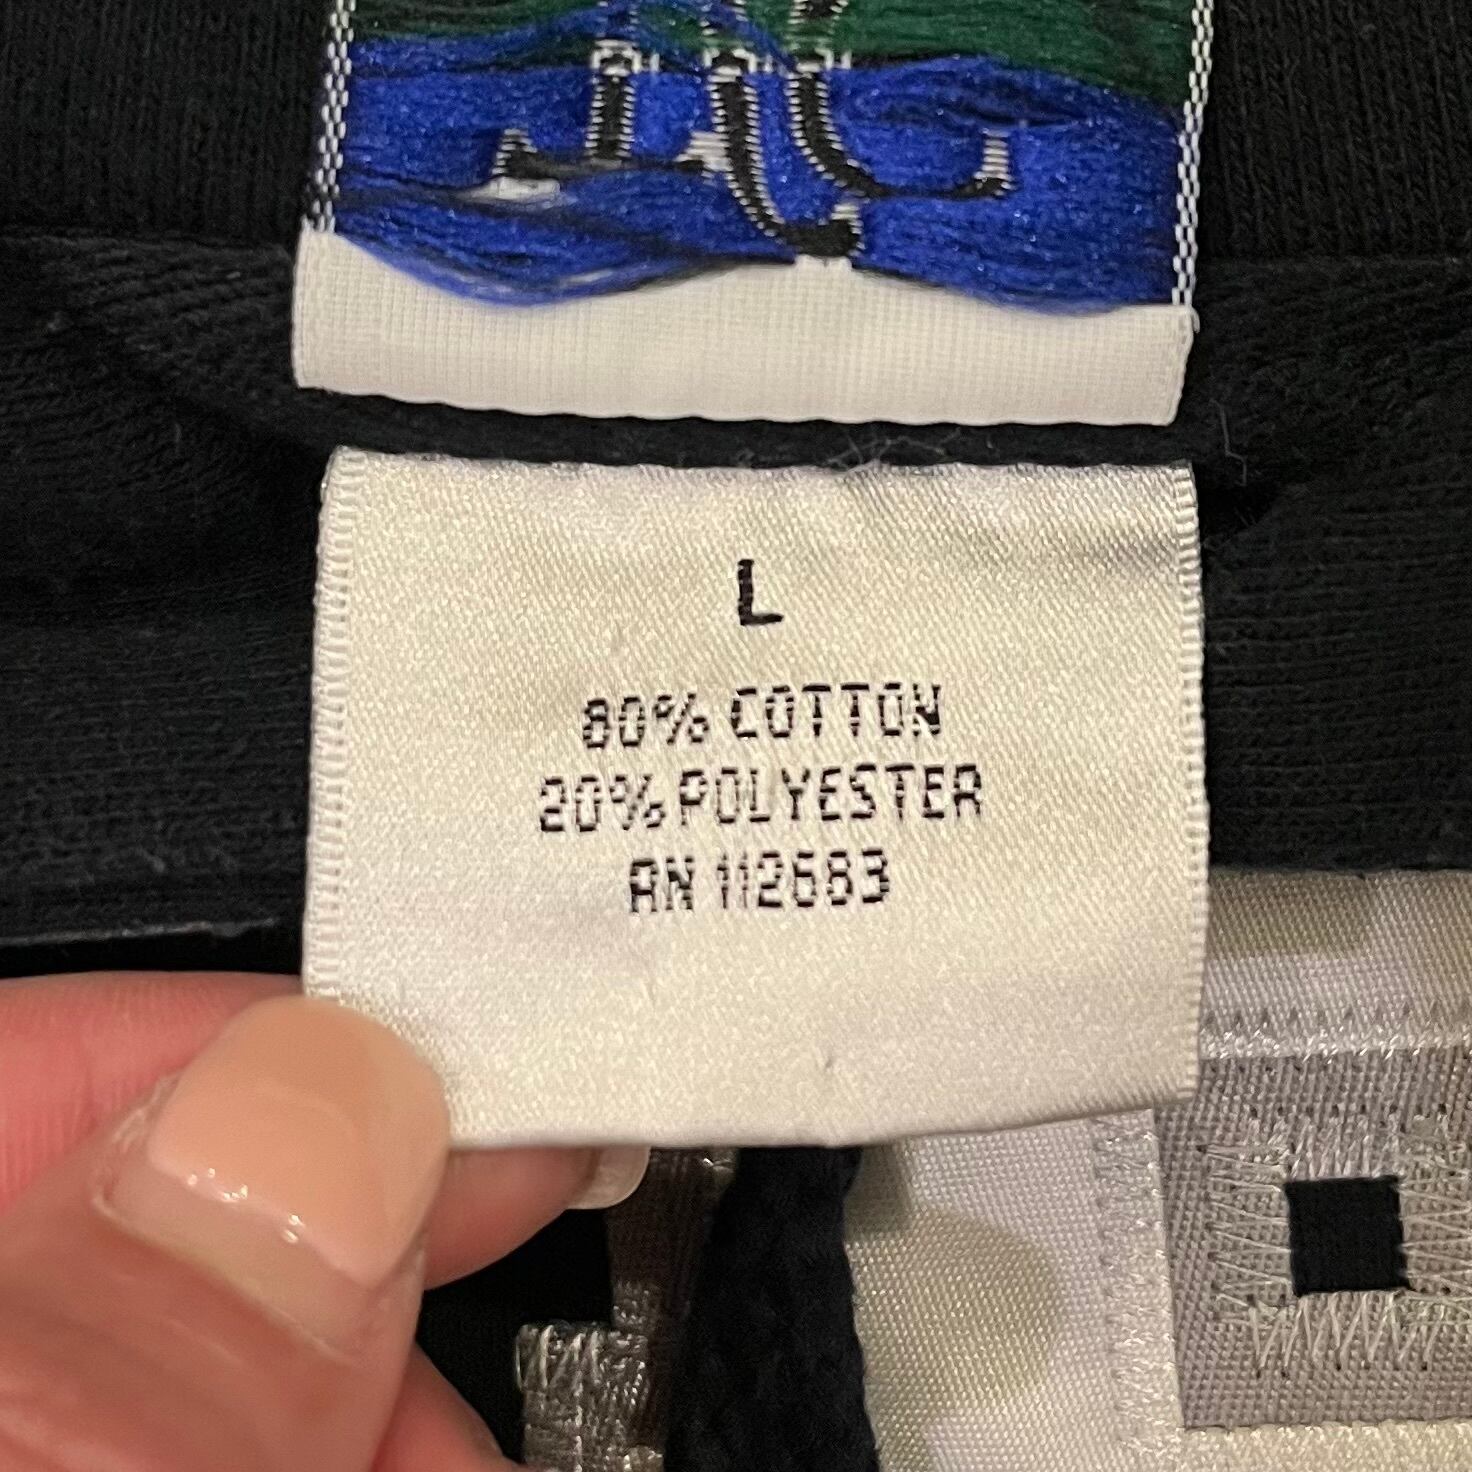 L
80% COTTON
20% POLYESTER
RN 112683